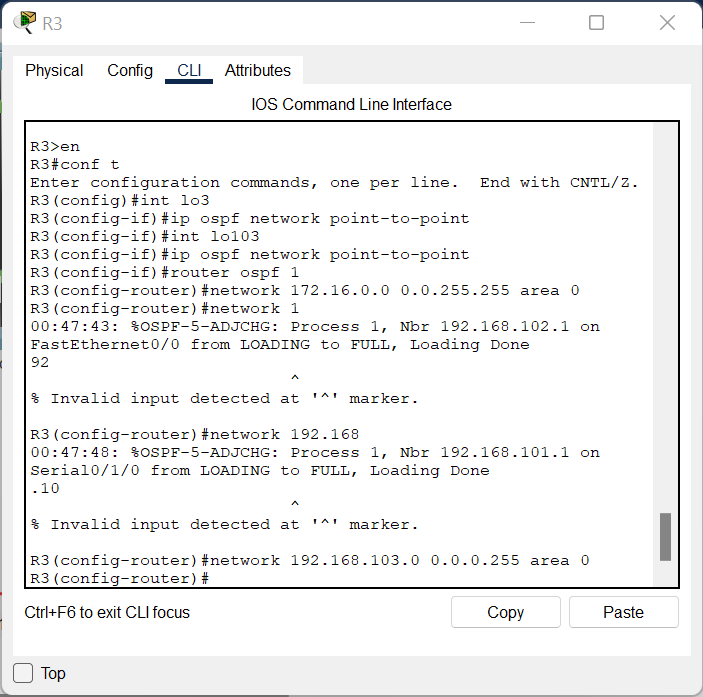 R3
Physical Config CLI Attributes
IOS Command Line Interface
R3>en
R3#conf t
Enter configuration commands, one per line.  End with CNTL/Z.
R3(config)#int lo3
R3(config-if)#ip ospf network point-to-point
R3(config-if)#int lo103
R3(config-if)#ip ospf network point-to-point
R3(config-if)#router ospf 1
R3(config-router)#network 172.16.0.0 0.0.255.255 area 0
R3(config-router)#network 1
00:47:43: %OSPF-5-ADJCHG: Process 1, Nbr 192.168.102.1 on
FastEthernet0/0 from LOADING to FULL, Loading Done
92
^
% Invalid input detected at '^' marker.
R3(config-router)#network 192.168
00:47:48: %OSPF-5-ADJCHG: Process 1, Nbr 192.168.101.1 on
Serial0/1/0 from LOADING to FULL, Loading Done
.10
^
% Invalid input detected at '^' marker.
R3(config-router)#network 192.168.103.0 0.0.0.255 area 0
R3(config-router)#
Ctrl+F6 to exit CLI focus
Copy Paste
Top